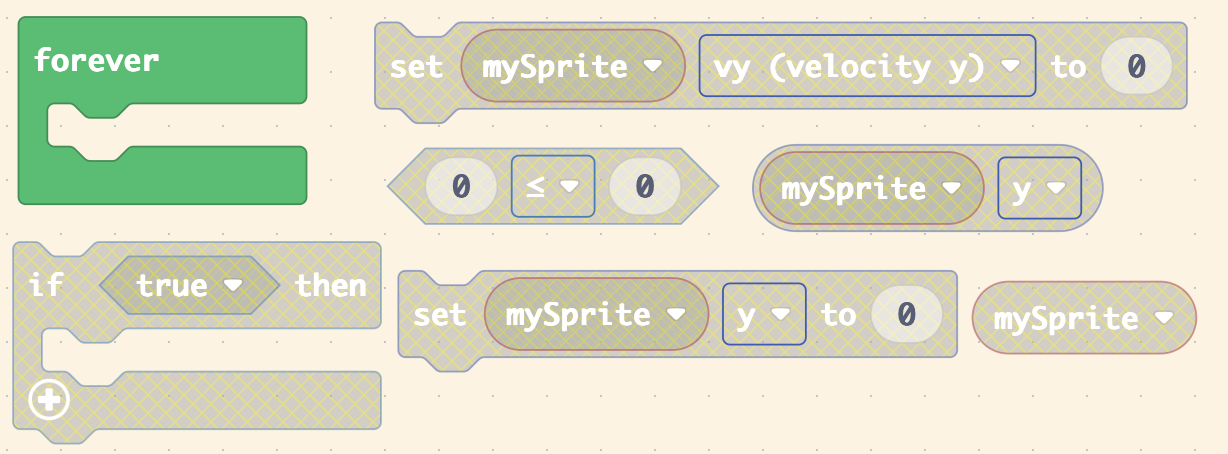 forever
set mySprite vy (velocity y) to 0
0 ≤ 0
mySprite y
if true then
set mySprite y to 0
mySprite